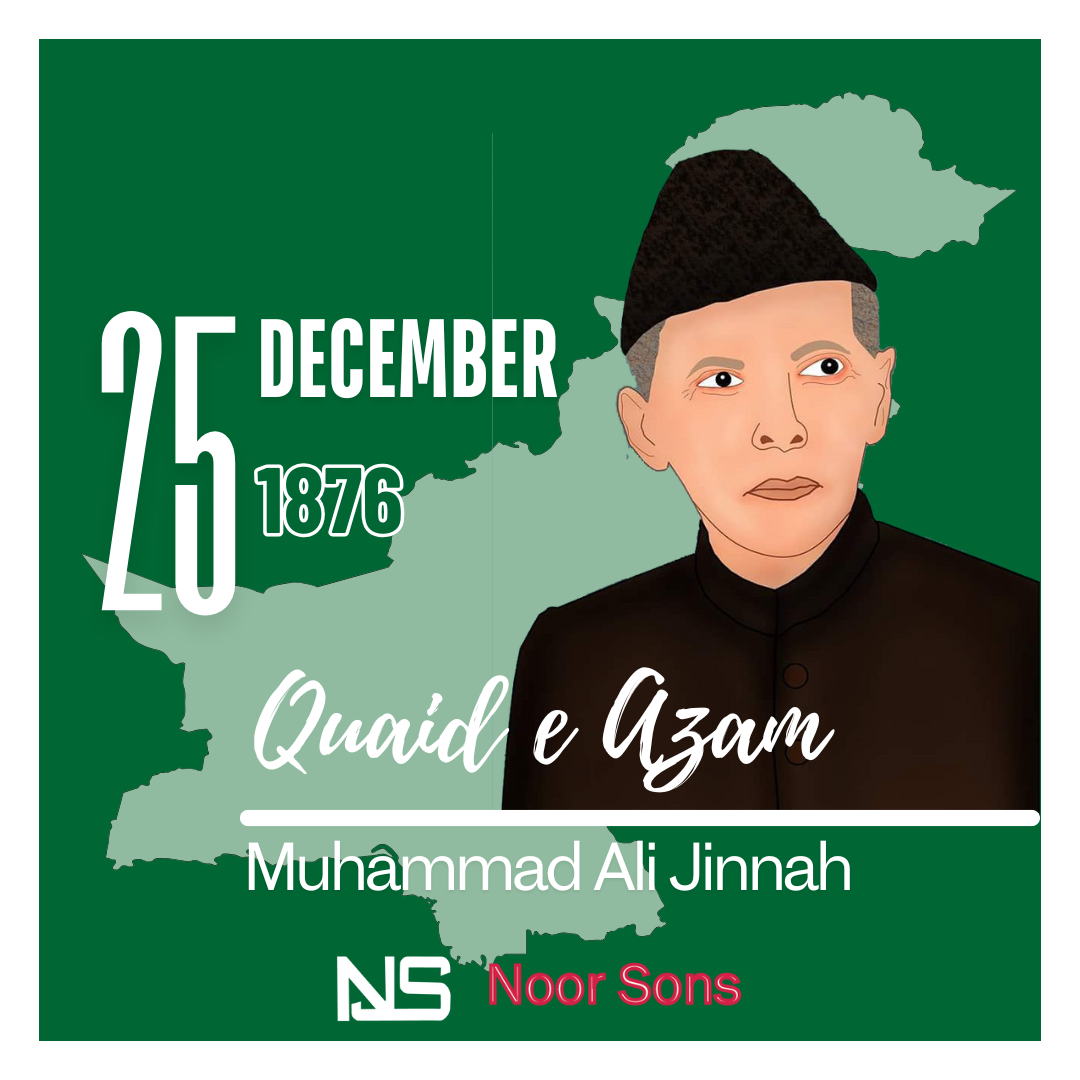 25
DECEMBER
1876
Quaid e Azam
Muhammad Ali Jinnah
NS Noor Sons